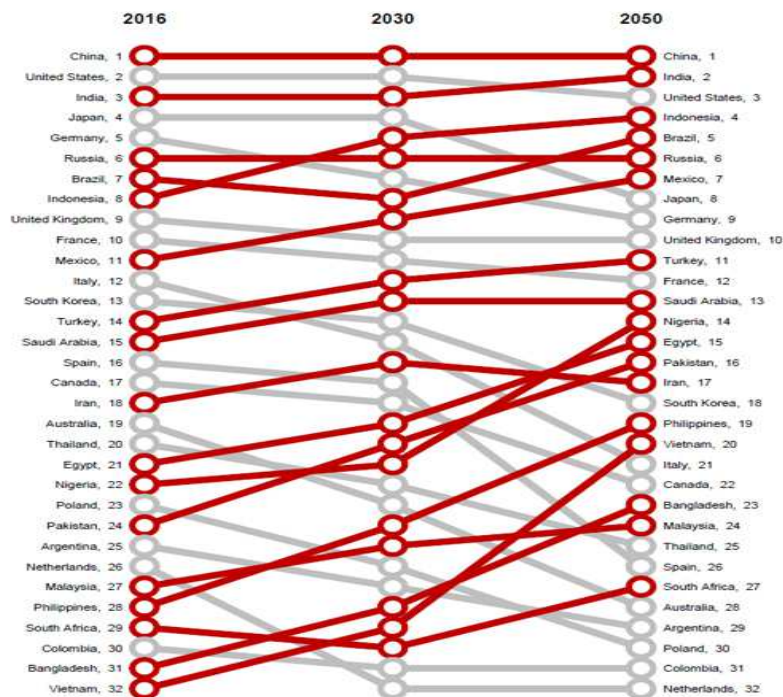 2016 2030 2050
China, 1 China, 1
United States, 2 India, 2
India, 3 United States, 3
Japan, 4 Indonesia, 4
Germany, 5 Brazil, 5
Russia, 6 Russia, 6
Brazil, 7 Mexico, 7
Indonesia, 8 Japan, 8
United Kingdom, 9 Germany, 9
France, 10 United Kingdom, 10
Mexico, 11 Turkey, 11
Italy, 12 France, 12
South Korea, 13 Saudi Arabia, 13
Turkey, 14 Nigeria, 14
Saudi Arabia, 15 Egypt, 15
Spain, 16 Pakistan, 16
Canada, 17 Iran, 17
Iran, 18 South Korea, 18
Australia, 19 Philippines, 19
Thailand, 20 Vietnam, 20
Egypt, 21 Italy, 21
Nigeria, 22 Canada, 22
Poland, 23 Bangladesh, 23
Pakistan, 24 Malaysia, 24
Argentina, 25 Thailand, 25
Netherlands, 26 Spain, 26
Malaysia, 27 South Africa, 27
Philippines, 28 Australia, 28
South Africa, 29 Argentina, 29
Colombia, 30 Poland, 30
Bangladesh, 31 Colombia, 31
Vietnam, 32 Netherlands, 32